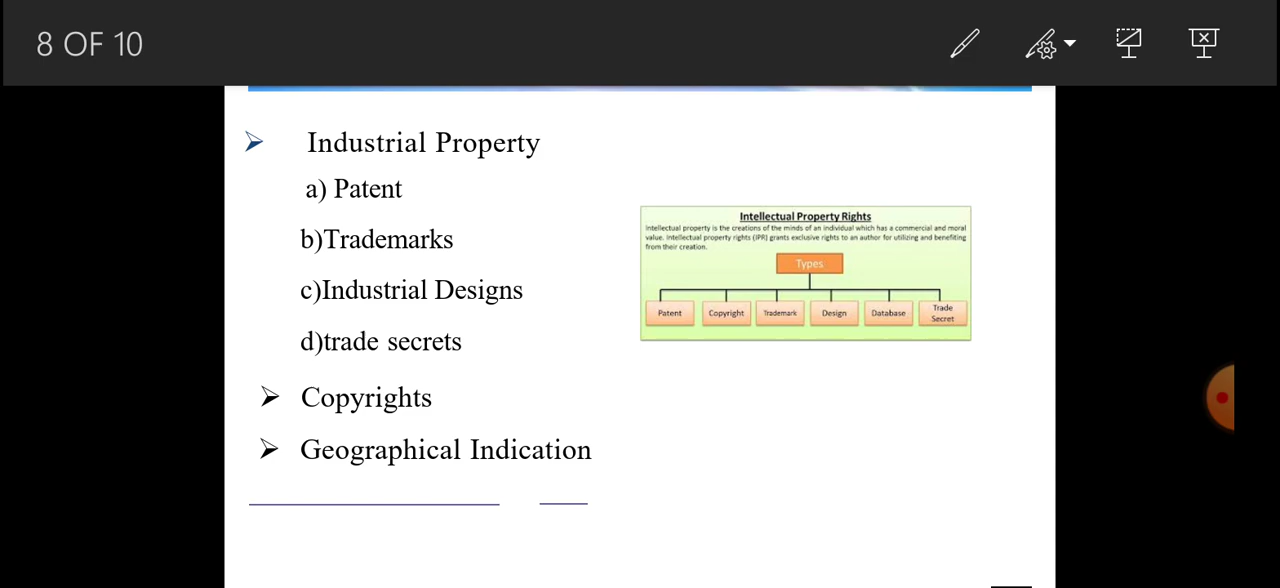 8 OF 10
Industrial Property
a) Patent
b)Trademarks
c)Industrial Designs
d)trade secrets
Copyrights
Geographical Indication
Intellectual Property Rights
Intellectual property is the creations of the minds of an individual which has a commercial and moral
value. Intellectual property rights (IPR) grants exclusive rights to an author for utilizing and benefiting
from their creation.
Types
Patent
Copyright
Trademark
Design
Database
Trade
Secret